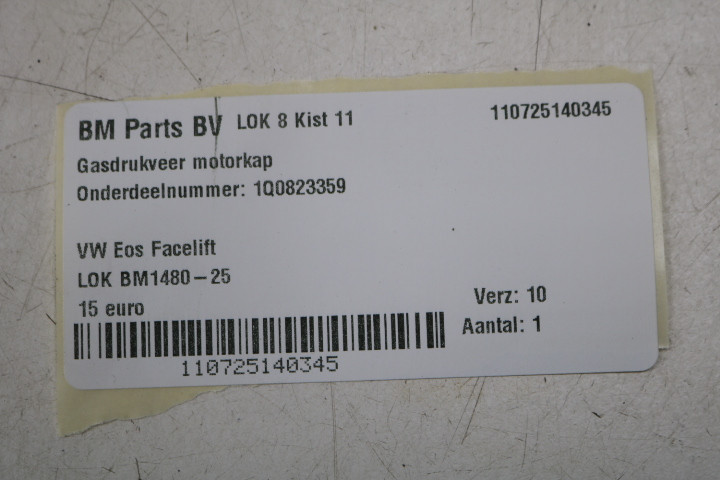 BM Parts BV LOK 8 Kist 11 110725140345
Gasdrukveer motorkap
Onderdeelnummer: 1Q0823359
VW Eos Facelift
LOK BM1480-25
15 euro Verz: 10
Aantal: 1
110725140345